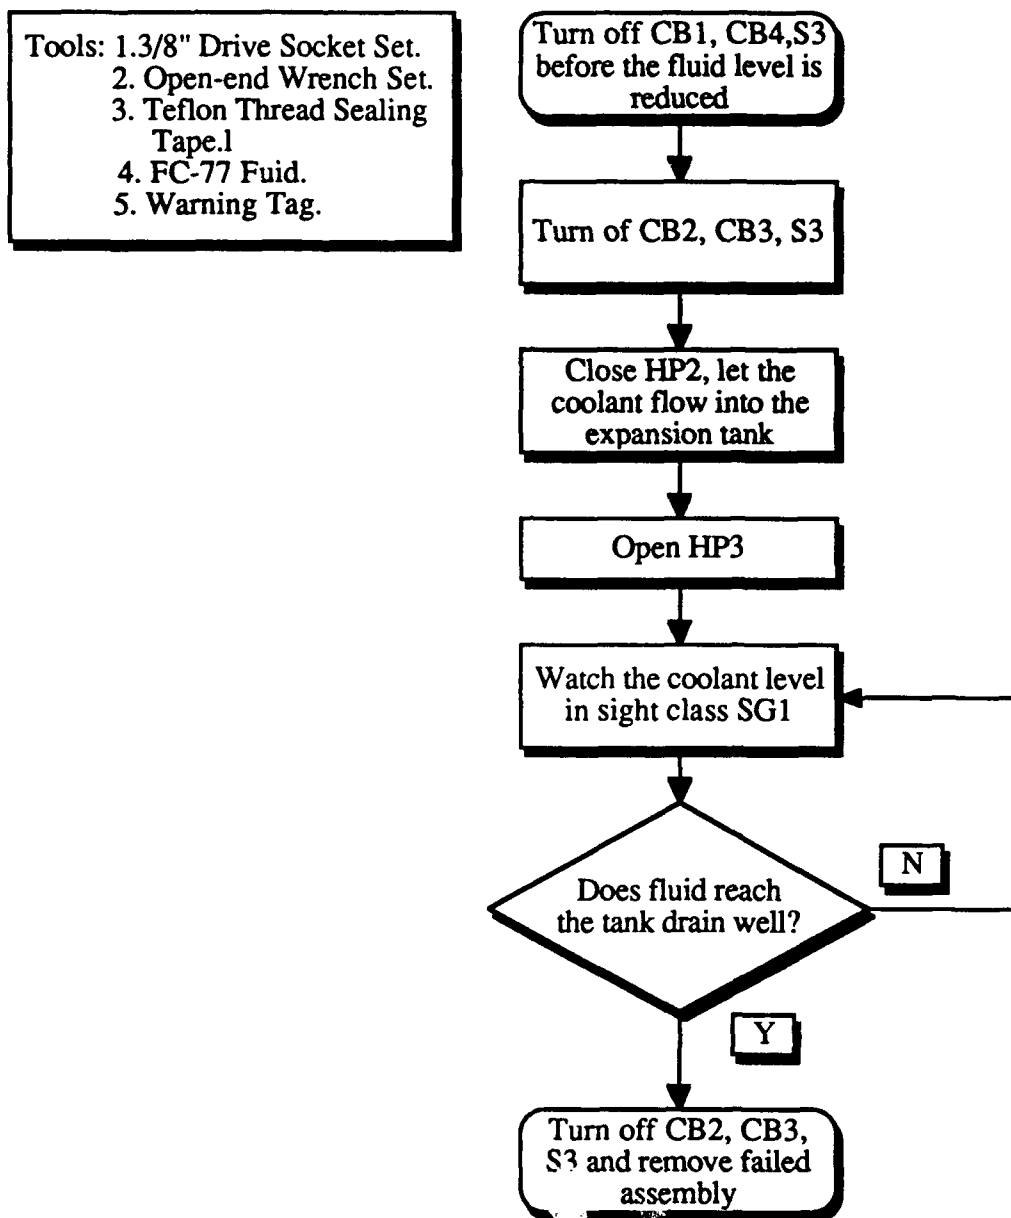 Tools: 1.3/8" Drive Socket Set.
2. Open-end Wrench Set.
3. Teflon Thread Sealing
Tape.l
4. FC-77 Fuid.
5. Warning Tag.
Turn off CB1, CB4,S3
before the fluid level is
reduced
Turn of CB2, CB3, S3
Close HP2, let the
coolant flow into the
expansion tank
Open HP3
Watch the coolant level
in sight class SG1
Does fluid reach
the tank drain well?
N
Y
Turn off CB2, CB3,
S3 and remove failed
assembly